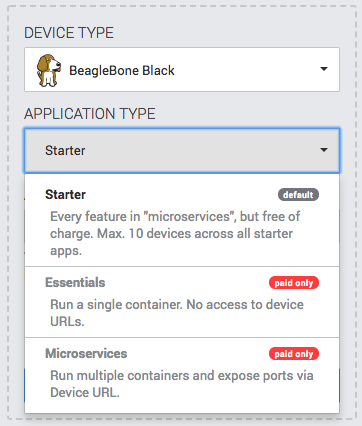 DEVICE TYPE
BeagleBone Black
APPLICATION TYPE
Starter
Starter default
Every feature in "microservices", but free of
charge. Max. 10 devices across all starter
apps.
Essentials paid only
Run a single container. No access to device
URLs.
Microservices paid only
Run multiple containers and expose ports via
Device URL.